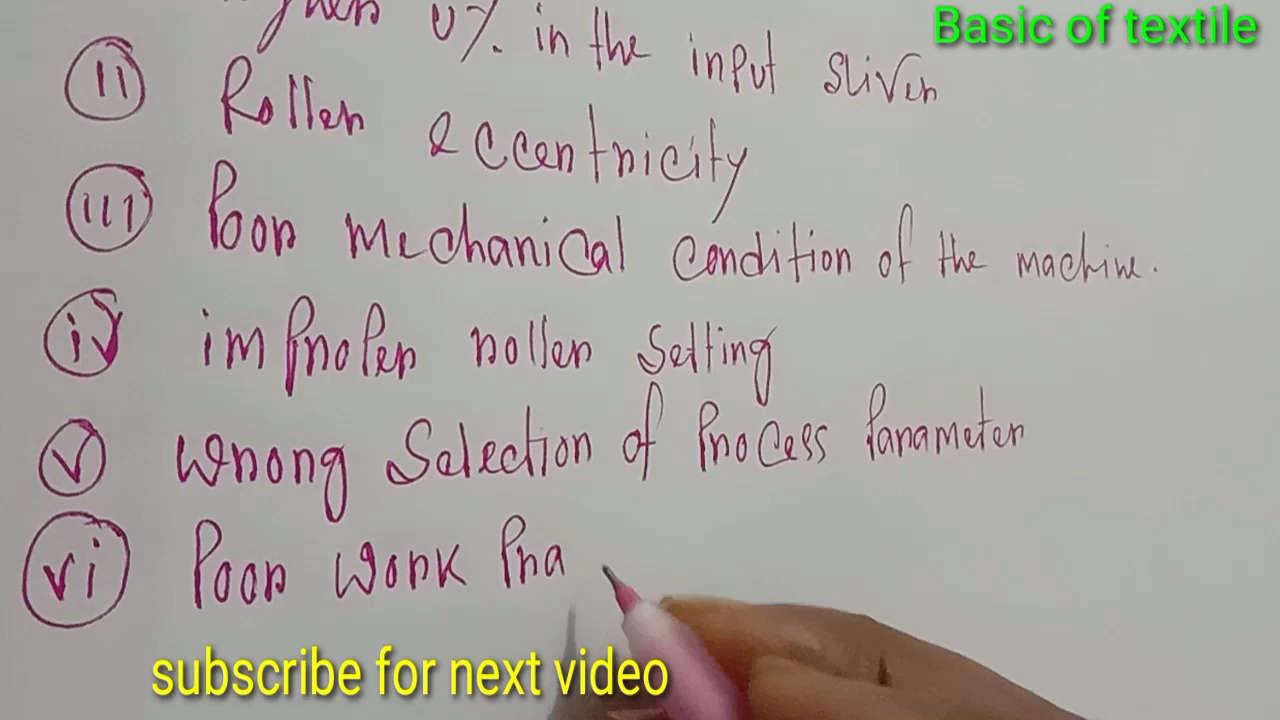 Basic of textile
U% in the input sliver
ii Roller eccentricity
iii Poor mechanical condition of the machine.
iv improper roller setting
v wrong selection of process parameter
vi Poor work pra
subscribe for next video